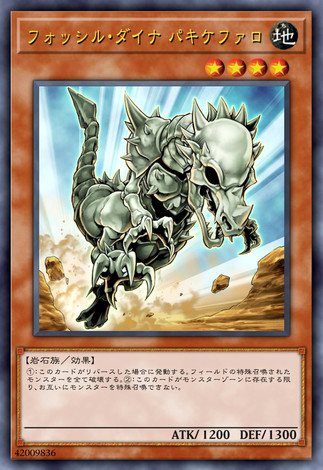 フォッシル・ダイナ パキケファロ 地
【岩石族／効果】
①：このカードがリバースした場合に発動する。フィールドの特殊召喚された
モンスターを全て破壊する。②：このカードがモンスターゾーンに存在する限
り、お互いにモンスターを特殊召喚できない。
ATK/1200 DEF/1300
42009836